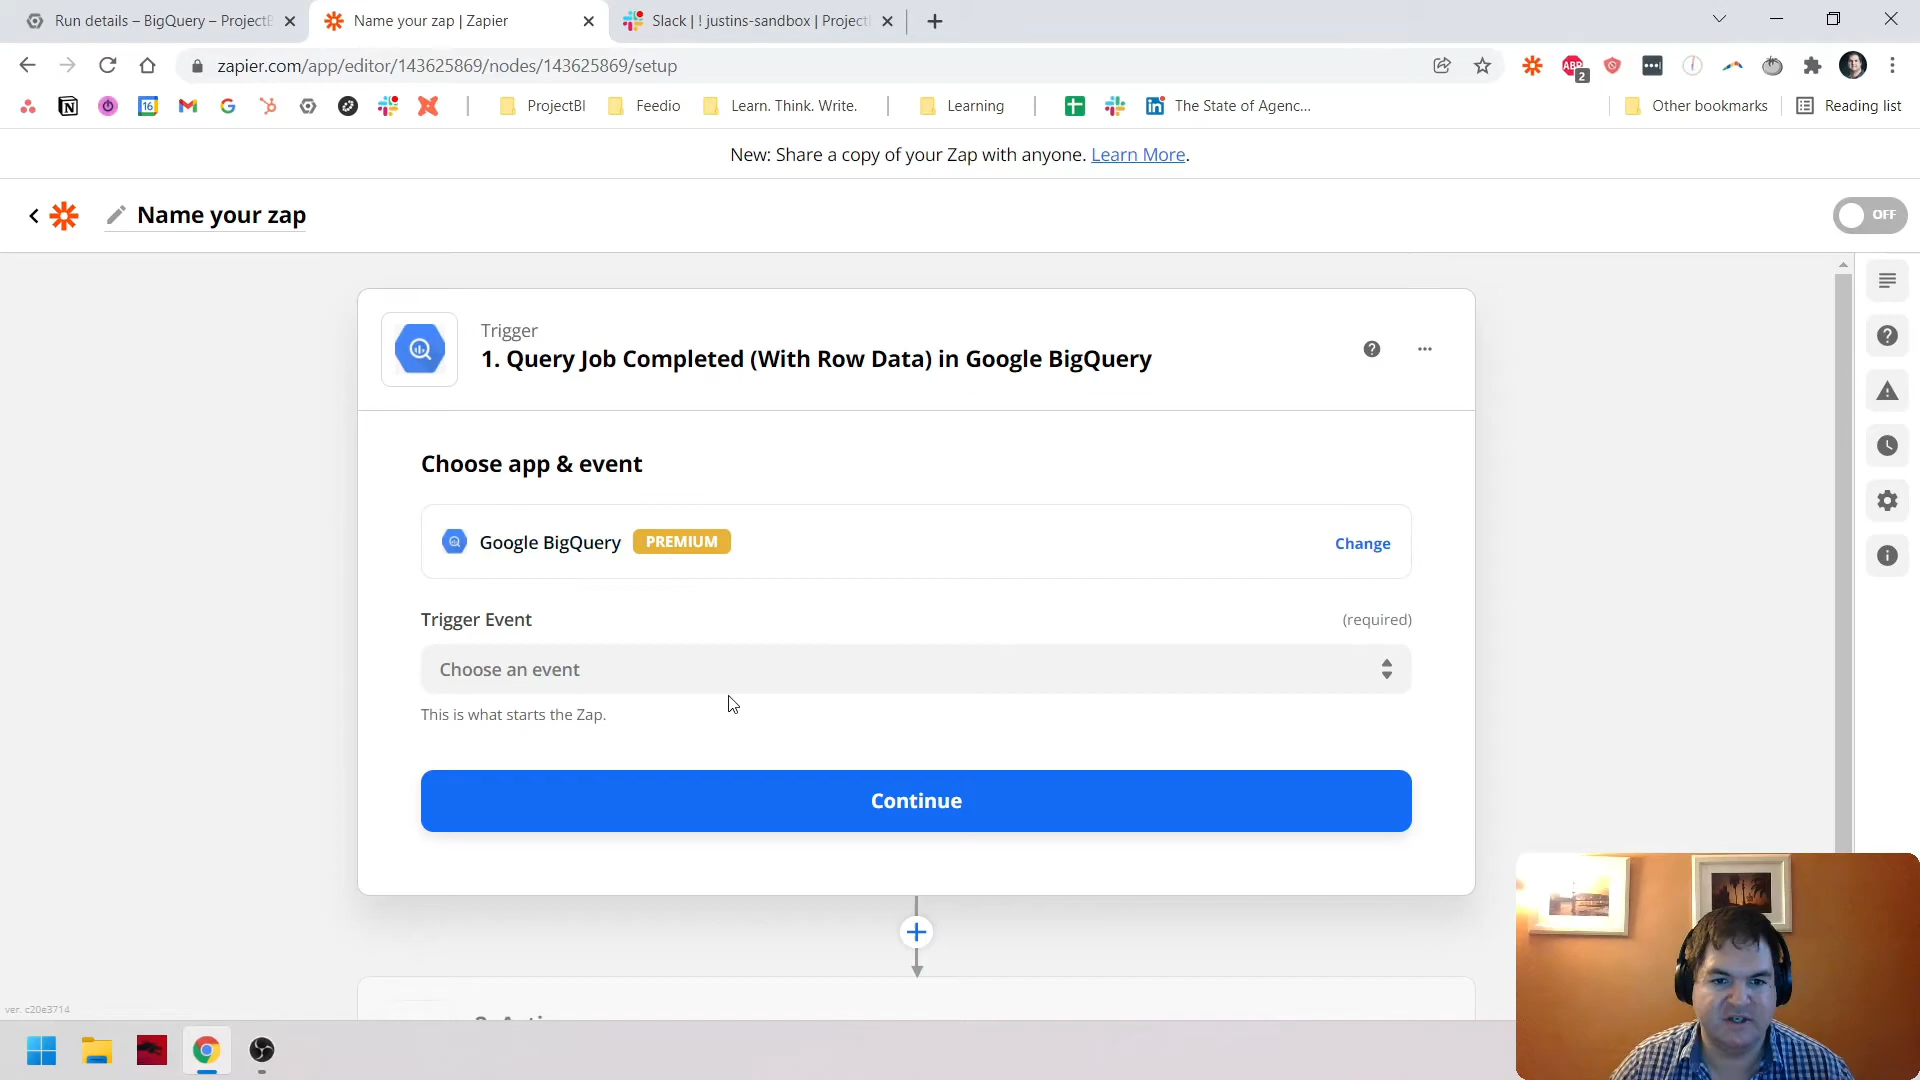 Run details – BigQuery – ProjectB
Name your zap | Zapier
Slack | ! justins-sandbox | Project
zapier.com/app/editor/143625869/nodes/143625869/setup
ABP
2
16
ProjectBI
Feedio
Learn. Think. Write.
Learning
The State of Agenc...
Other bookmarks
Reading list
New: Share a copy of your Zap with anyone. Learn More.
Name your zap
OFF
Trigger
1. Query Job Completed (With Row Data) in Google BigQuery
Choose app & event
Google BigQuery
PREMIUM
Change
Trigger Event
(required)
Choose an event
This is what starts the Zap.
Continue
ver. c20e3714